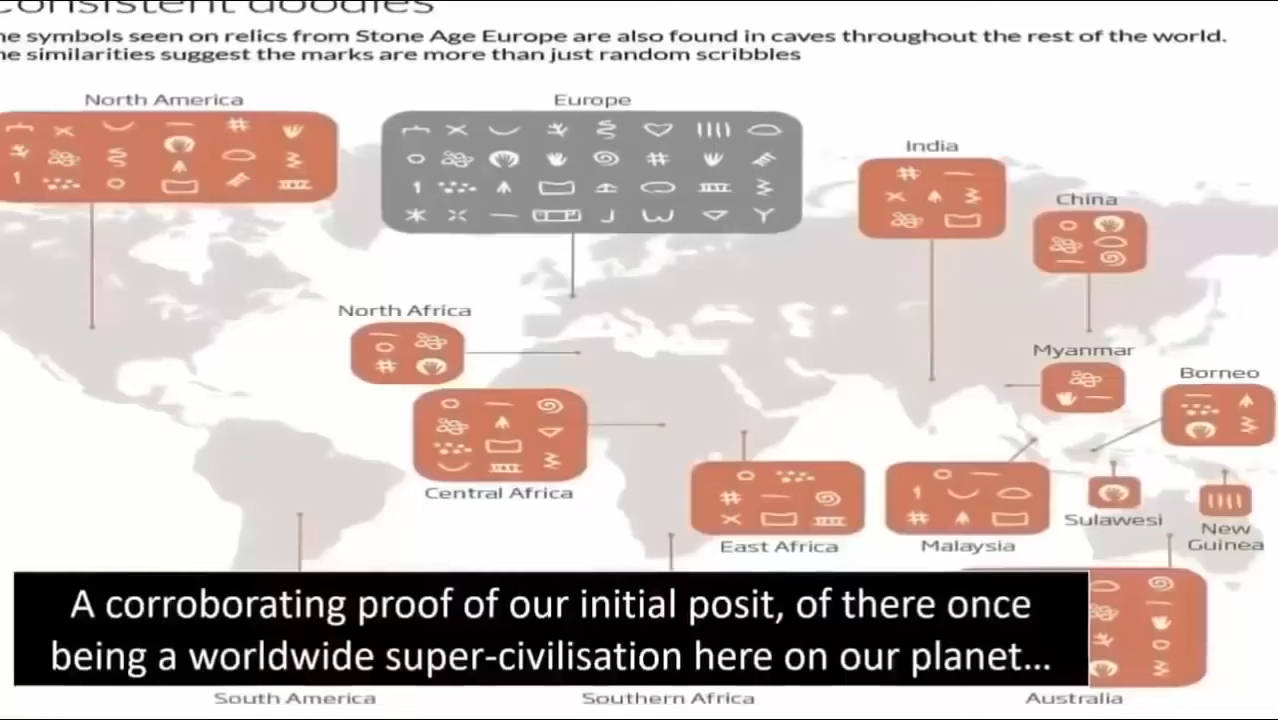 onsistent doodles
ne symbols seen on relics from Stone Age Europe are also found in caves throughout the rest of the world.
ne similarities suggest the marks are more than just random scribbles
North America
Europe
India
China
North Africa
Myanmar
Borneo
Central Africa
East Africa
Malaysia
Sulawesi
New
Guinea
A corroborating proof of our initial posit, of there once
being a worldwide super-civilisation here on our planet...
South America
Southern Africa
Australia